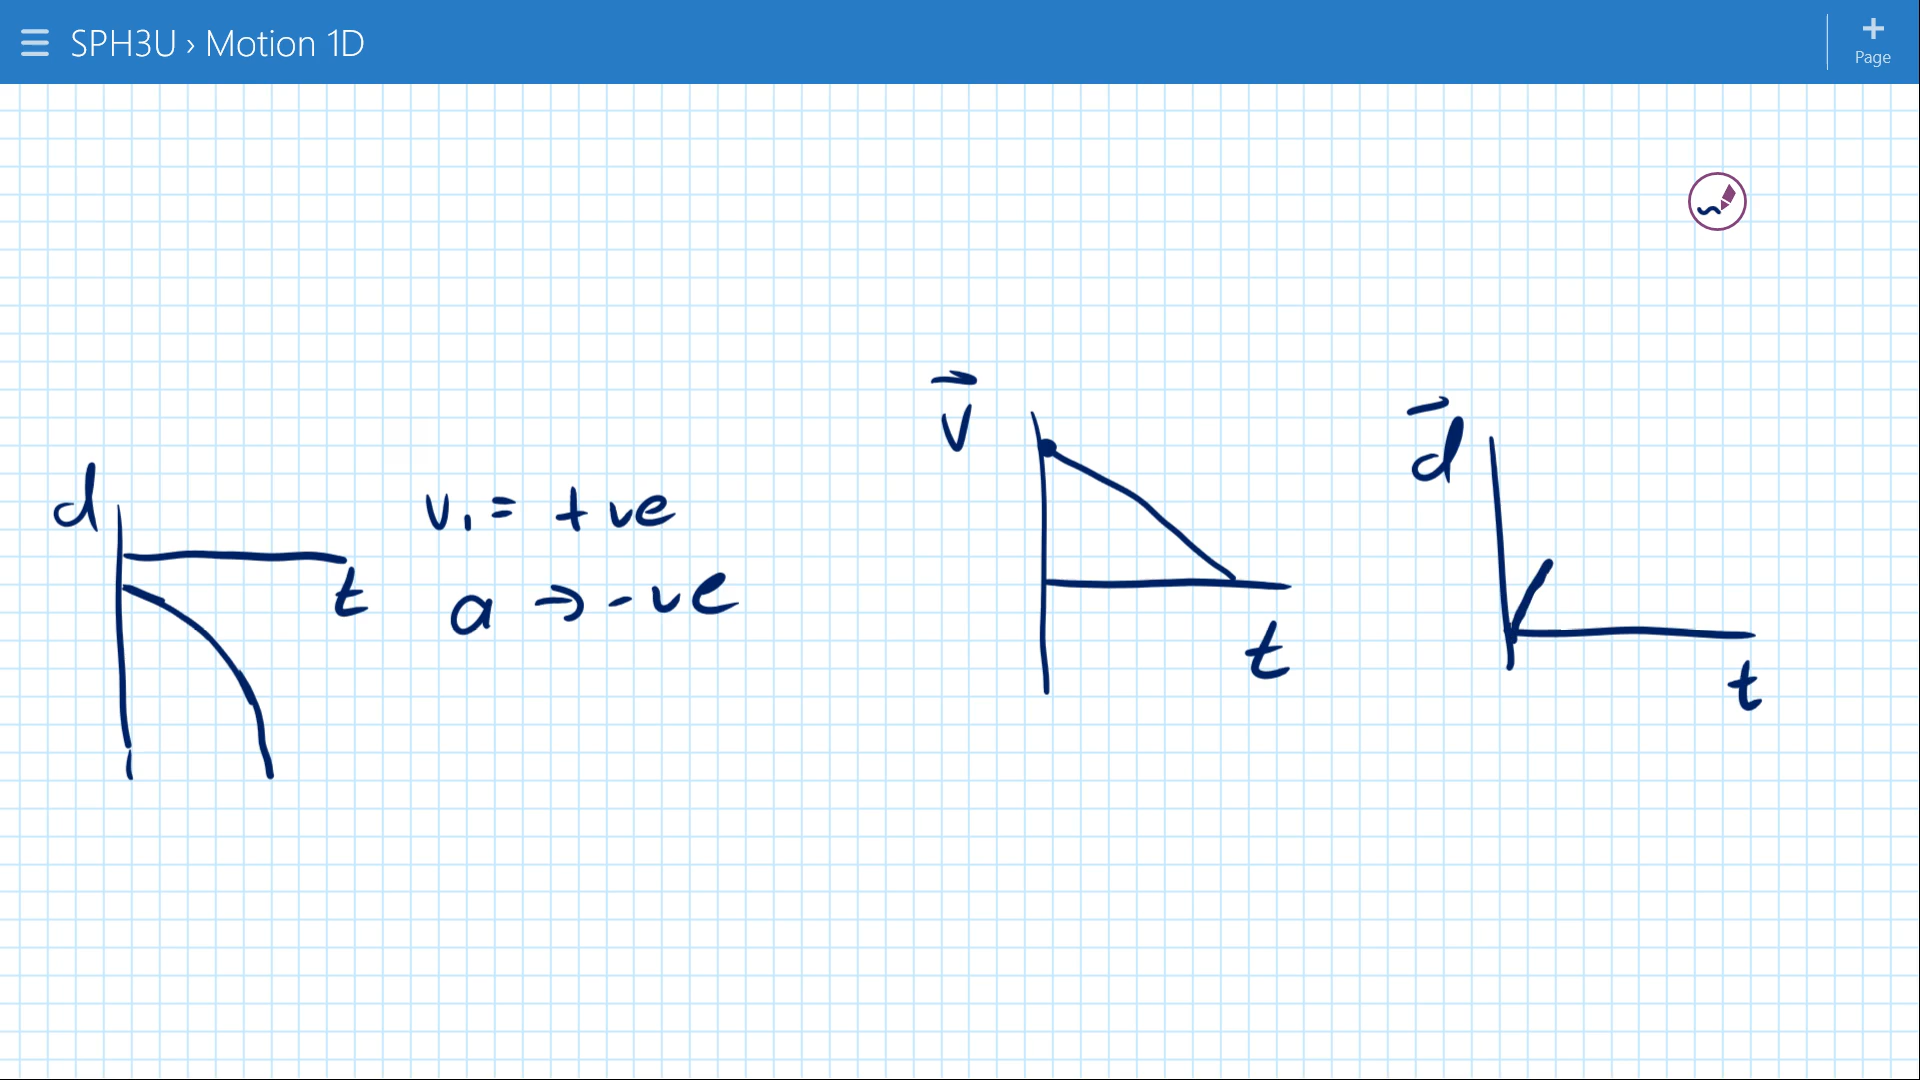 SPH3U › Motion 1D
Page
d
t
v₁ = +ve
a → -ve
v⃗
t
d⃗
t